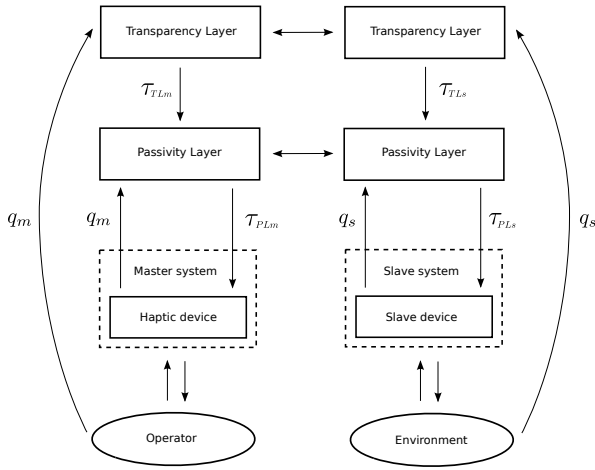 Transparency Layer
Transparency Layer
τ_TLm
τ_TLs
Passivity Layer
Passivity Layer
q_m
q_m
τ_PLm
q_s
τ_PLs
q_s
Master system
Slave system
Haptic device
Slave device
Operator
Environment